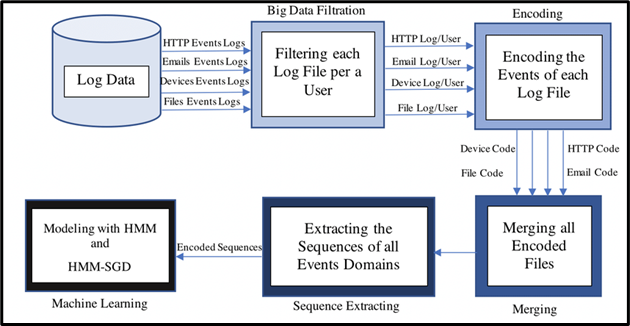 Big Data Filtration
Encoding
Log Data
HTTP Events Logs
Emails Events Logs
Devices Events Logs
Files Events Logs
Filtering each
Log File per a
User
HTTP Log/User
Email Log/User
Device Log/User
File Log/User
Encoding the
Events of each
Log File
Device Code
HTTP Code
File Code
Email Code
Modeling with HMM
and
HMM-SGD
Encoded Sequences
Extracting the
Sequences of all
Events Domains
Merging all
Encoded
Files
Machine Learning
Sequence Extracting
Merging